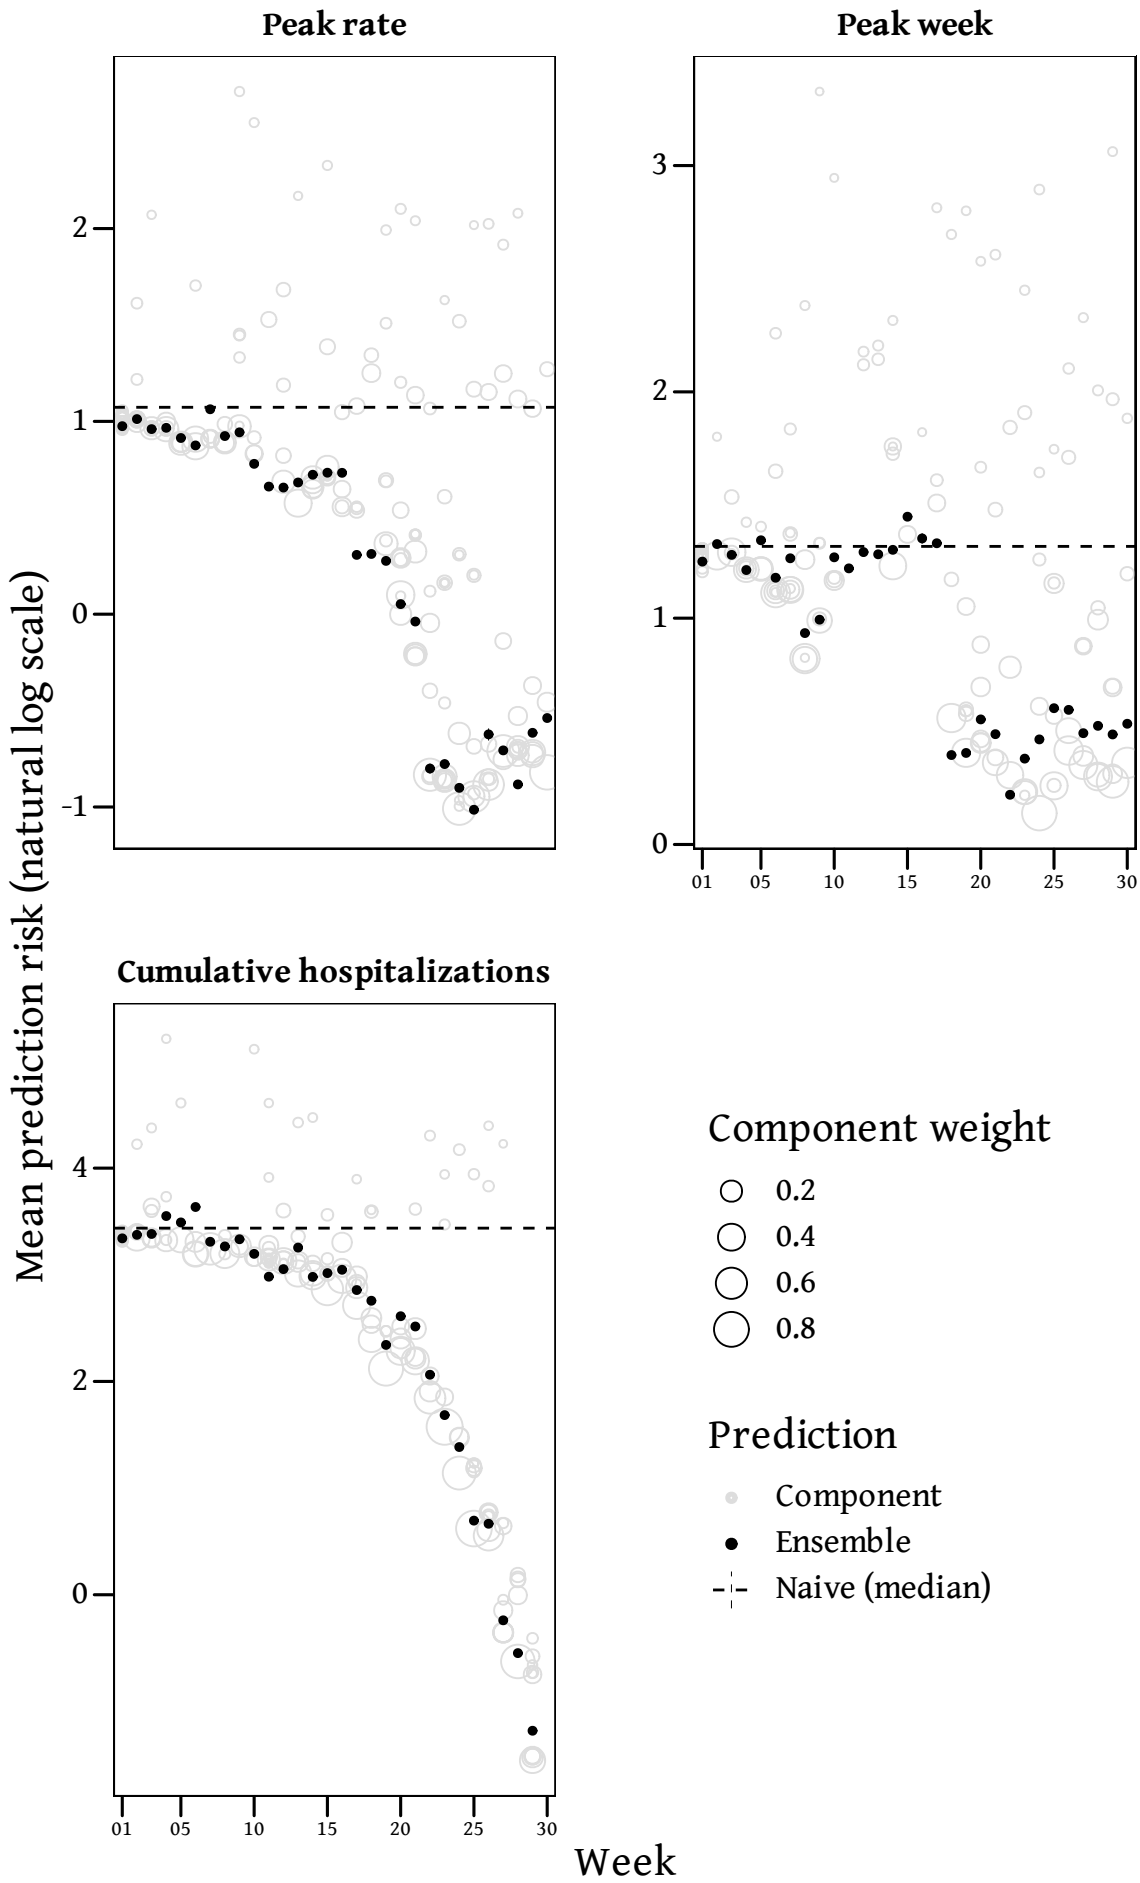 Peak rate
Peak week
2
1
0
-1
3
2
1
0
01 05 10 15 20 25 30
Mean prediction risk (natural log scale)
Cumulative hospitalizations
4
2
0
01 05 10 15 20 25 30
Week
Component weight
0.2
0.4
0.6
0.8
Prediction
Component
Ensemble
Naive (median)